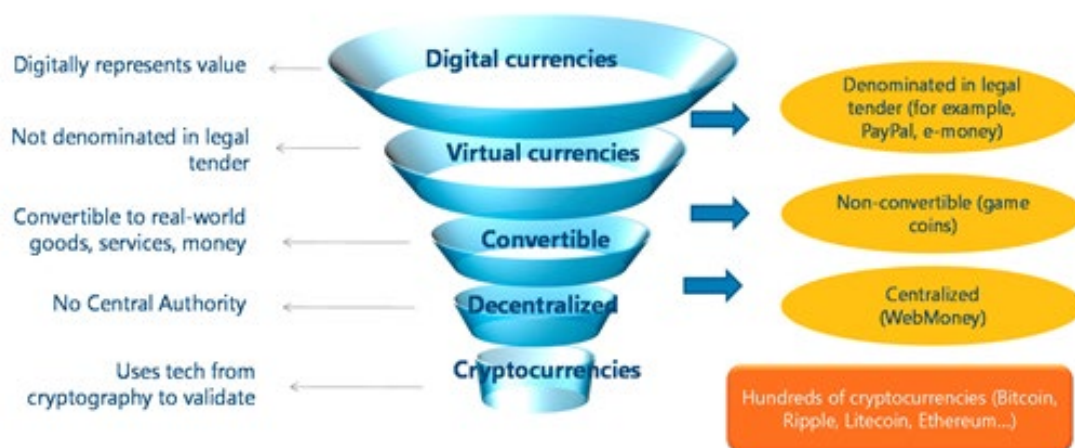 Digitally represents value
Digital currencies
Denominated in legal
tender (for example,
PayPal, e-money)
Not denominated in legal
tender
Virtual currencies
Non-convertible (game
coins)
Convertible to real-world
goods, services, money
Convertible
No Central Authority
Decentralized
Centralized
(WebMoney)
Uses tech from
cryptography to validate
Cryptocurrencies
Hundreds of cryptocurrencies (Bitcoin,
Ripple, Litecoin, Ethereum...)